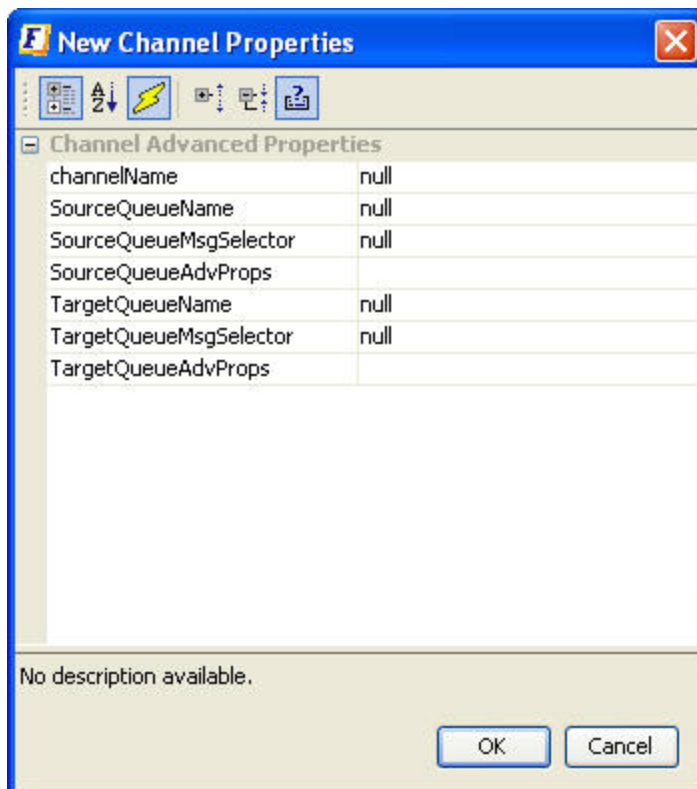 F New Channel Properties
A Z ?
Channel Advanced Properties
channelName null
SourceQueueName null
SourceQueueMsgSelector null
SourceQueueAdvProps
TargetQueueName null
TargetQueueMsgSelector null
TargetQueueAdvProps
No description available.
OK Cancel